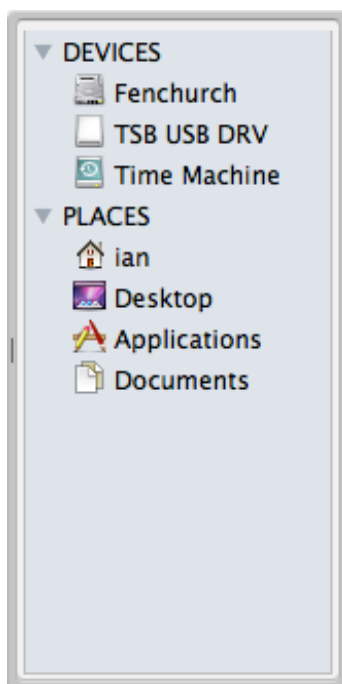 DEVICES
Fenchurch
TSB USB DRV
Time Machine
PLACES
ian
Desktop
Applications
Documents